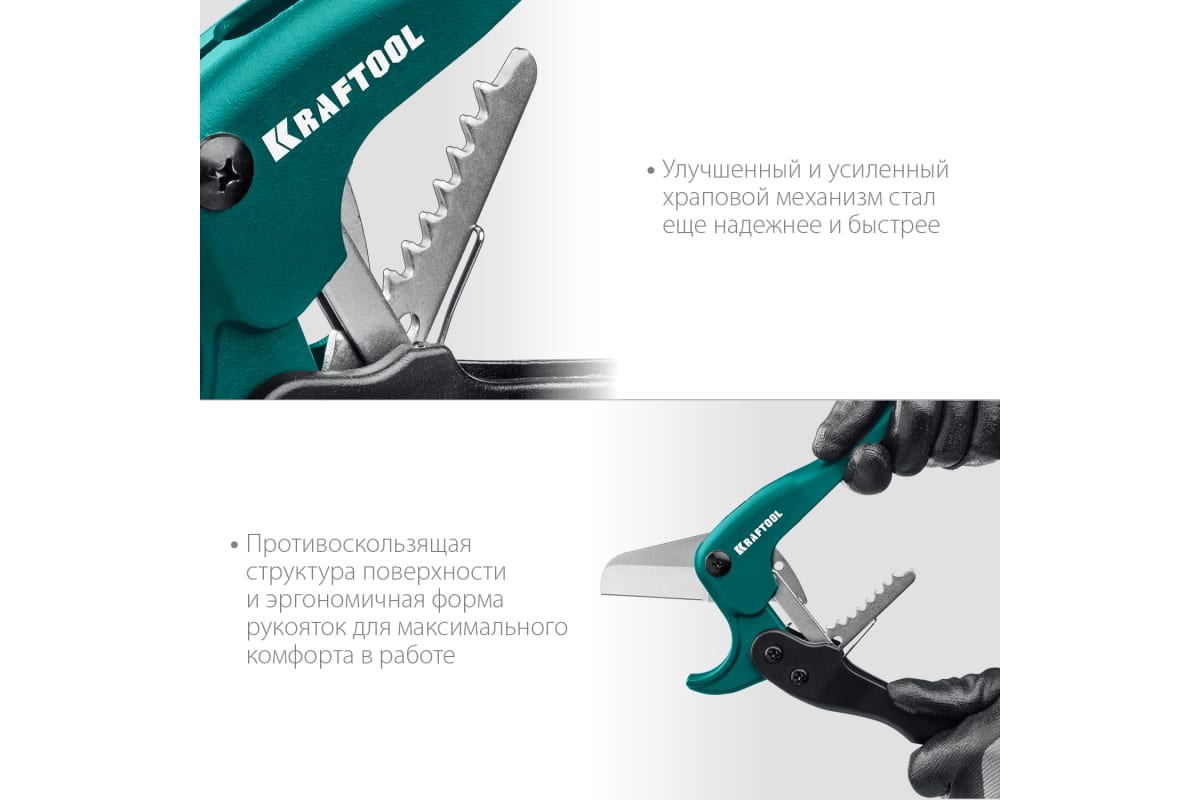 KRAFTOOL
• Улучшенный и усиленный
храповой механизм стал
еще надежнее и быстрее
• Противоскользящая
структура поверхности
и эргономичная форма
рукояток для максимального
комфорта в работе
KRAFTOOL